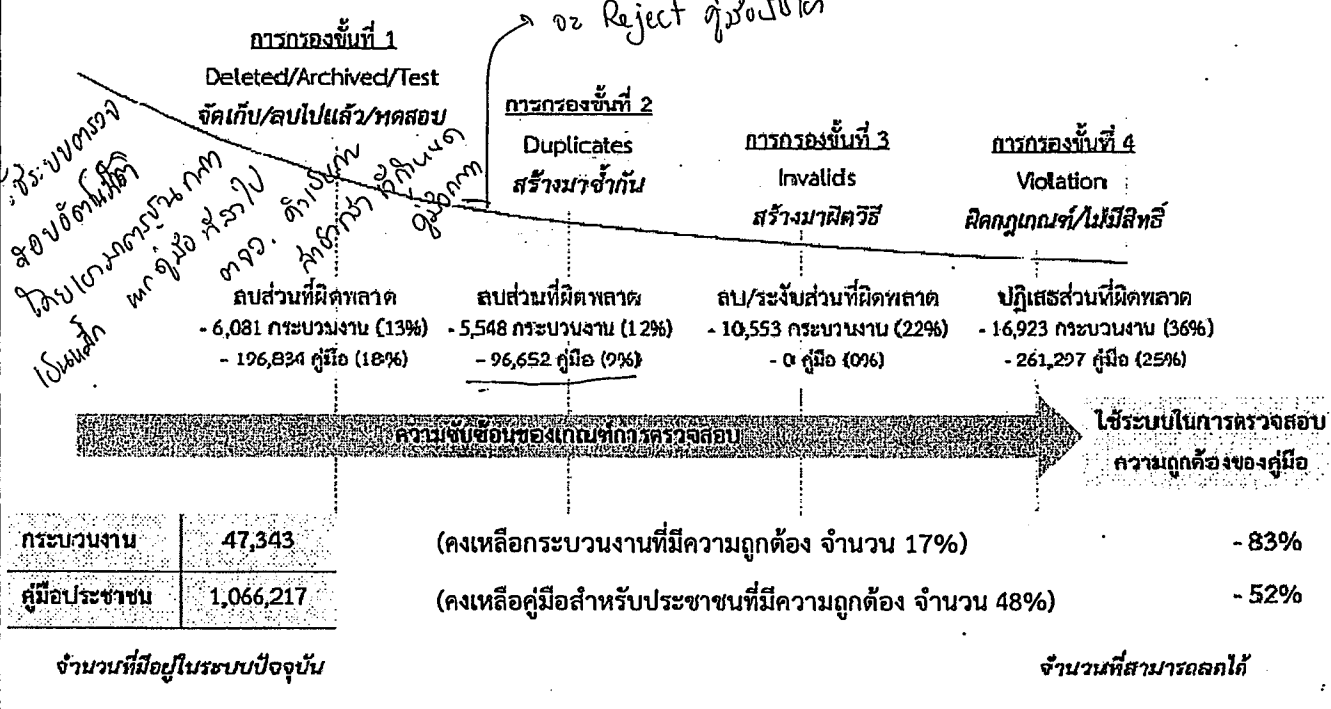 จะ Reject คู่มือ
การกรองขั้นที่ 1
Deleted/Archived/Test
จัดเก็บ/ลบไปแล้ว/ทดสอบ
การกรองขั้นที่ 2
Duplicates
สร้างมาซ้ำกัน
การกรองขั้นที่ 3
Invalids
สร้างมาผิดวิธี
การกรองขั้นที่ 4
Violation
ผิดกฎเกณฑ์/ไม่มีสิทธิ์
ใช้ระบบตรวจ
สอบอัตโนมัติ
ลบส่วนที่ผิดพลาด
- 6,081 กระบวนงาน (13%)
- 196,834 คู่มือ (18%)
ลบส่วนที่ผิดพลาด
- 5,548 กระบวนงาน (12%)
- 96,652 คู่มือ (9%)
ลบ/ระงับส่วนที่ผิดพลาด
- 10,553 กระบวนงาน (22%)
- 0 คู่มือ (0%)
ปฏิเสธส่วนที่ผิดพลาด
- 16,923 กระบวนงาน (36%)
- 261,297 คู่มือ (25%)
ความซับซ้อนของเกณฑ์การตรวจสอบ
ใช้ระบบในการตรวจสอบ
ความถูกต้องของคู่มือ
กระบวนงาน 47,343 (คงเหลือกระบวนงานที่มีความถูกต้อง จำนวน 17%) - 83%
คู่มือประชาชน 1,066,217 (คงเหลือคู่มือสำหรับประชาชนที่มีความถูกต้อง จำนวน 48%) - 52%
จำนวนที่มีอยู่ในระบบปัจจุบัน
จำนวนที่สามารถลดได้